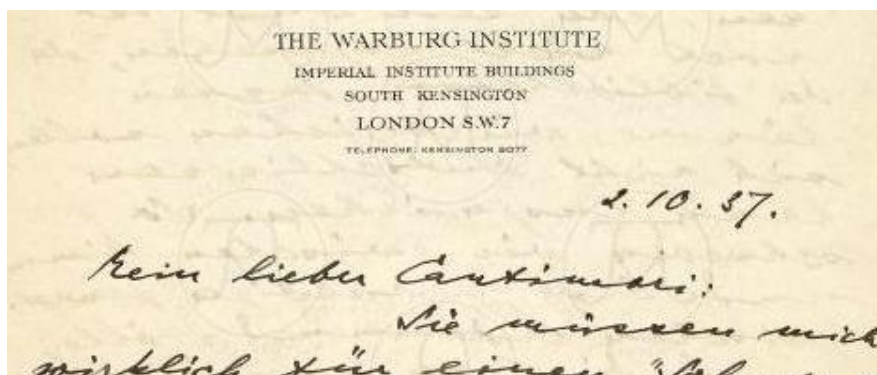 THE WARBURG INSTITUTE
IMPERIAL INSTITUTE BUILDINGS
SOUTH KENSINGTON
LONDON S.W.7
TELEPHONE: KENSINGTON 8077
2.10.37.
Mein lieber Cantimori:
Sie müssen mich
wirklich für einen